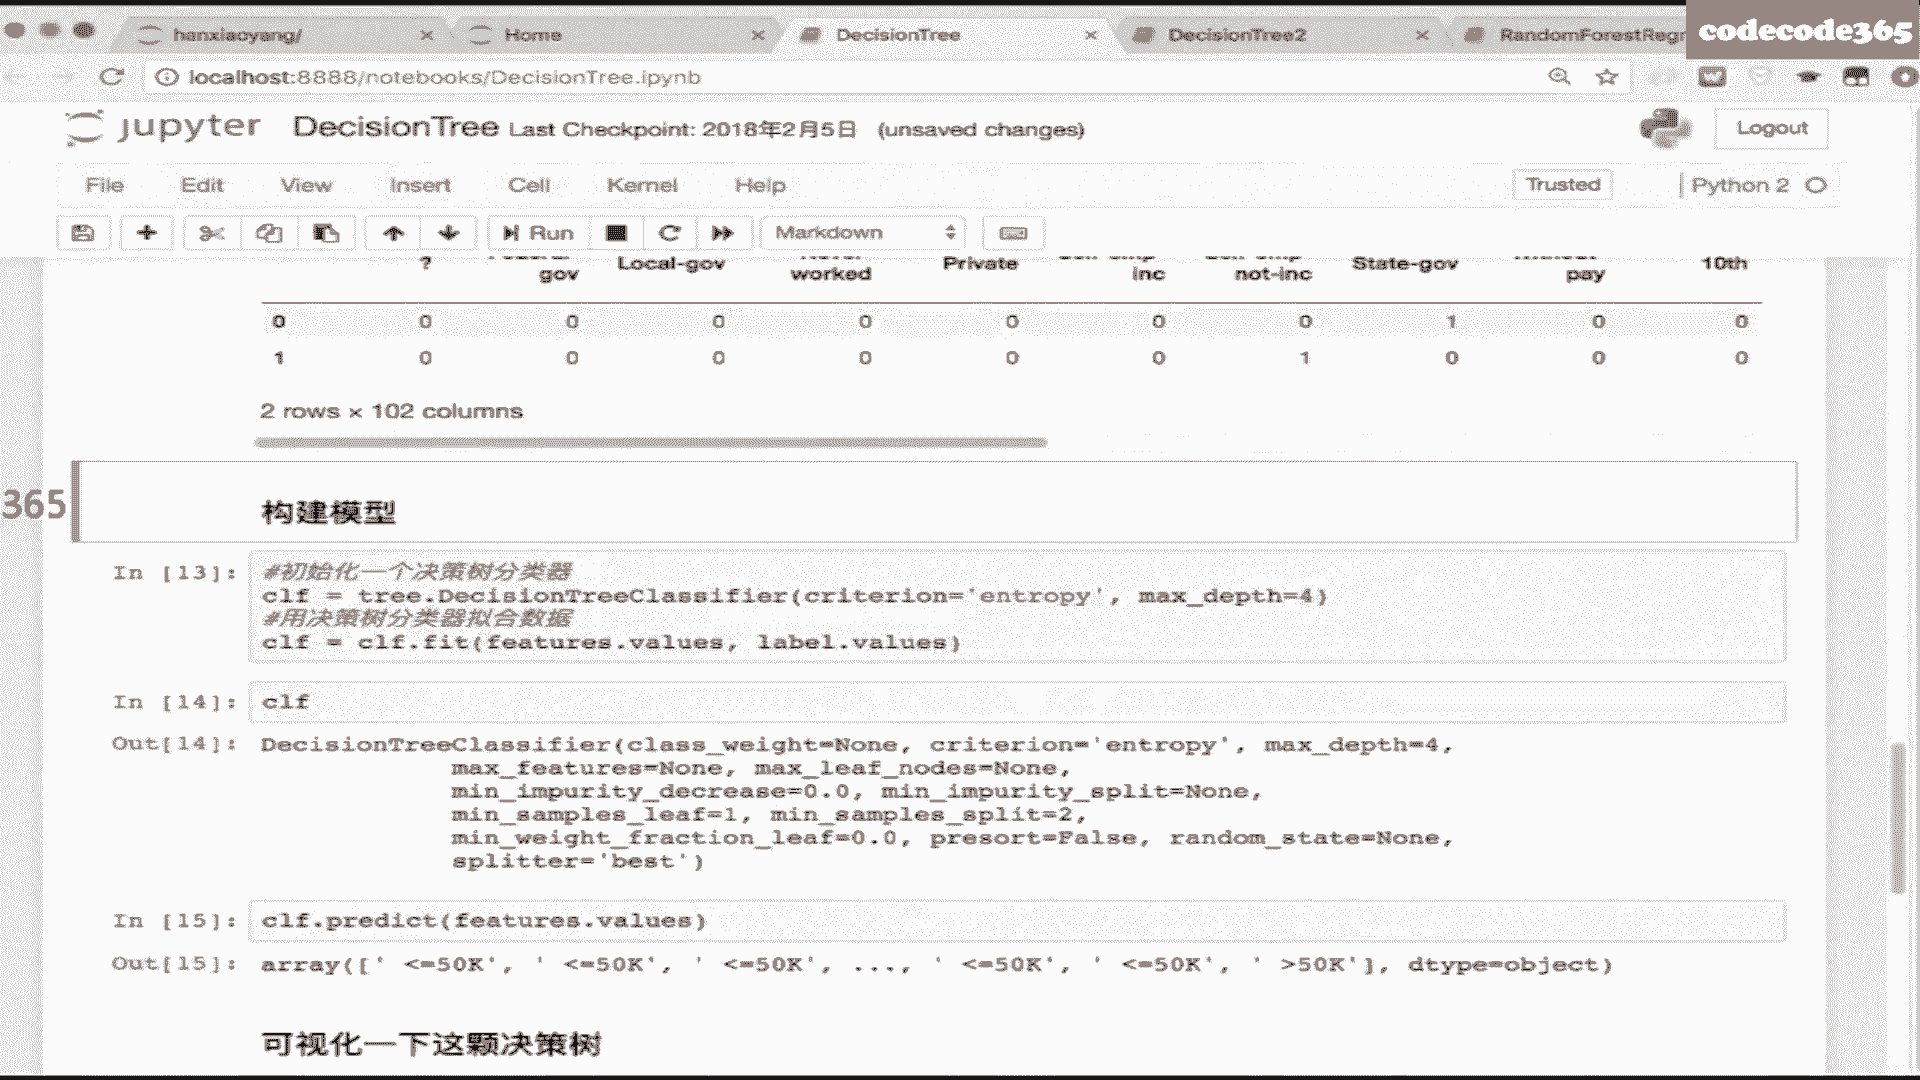 hanxiaoyang/
Home
DecisionTree
DecisionTree2
RandomForestRegr
codecode365
localhost:8888/notebooks/DecisionTree.ipynb
jupyter DecisionTree Last Checkpoint: 2018年2月5日 (unsaved changes)
Logout
File Edit View Insert Cell Kernel Help
Trusted
Python 2
Run
Markdown
? Local-gov Private State-gov 10th
gov worked inc not-inc pay
0 0 0 0 0 0 0 0 1 0 0
1 0 0 0 0 0 0 1 0 0 0
2 rows × 102 columns
365
构建模型
In [13]: #初始化一个决策树分类器
clf = tree.DecisionTreeClassifier(criterion='entropy', max_depth=4)
#用决策树分类器拟合数据
clf = clf.fit(features.values, label.values)
In [14]: clf
Out[14]: DecisionTreeClassifier(class_weight=None, criterion='entropy', max_depth=4,
max_features=None, max_leaf_nodes=None,
min_impurity_decrease=0.0, min_impurity_split=None,
min_samples_leaf=1, min_samples_split=2,
min_weight_fraction_leaf=0.0, presort=False, random_state=None,
splitter='best')
In [15]: clf.predict(features.values)
Out[15]: array([' <=50K', ' <=50K', ' <=50K', ..., ' <=50K', ' <=50K', ' >50K'], dtype=object)
可视化一下这颗决策树